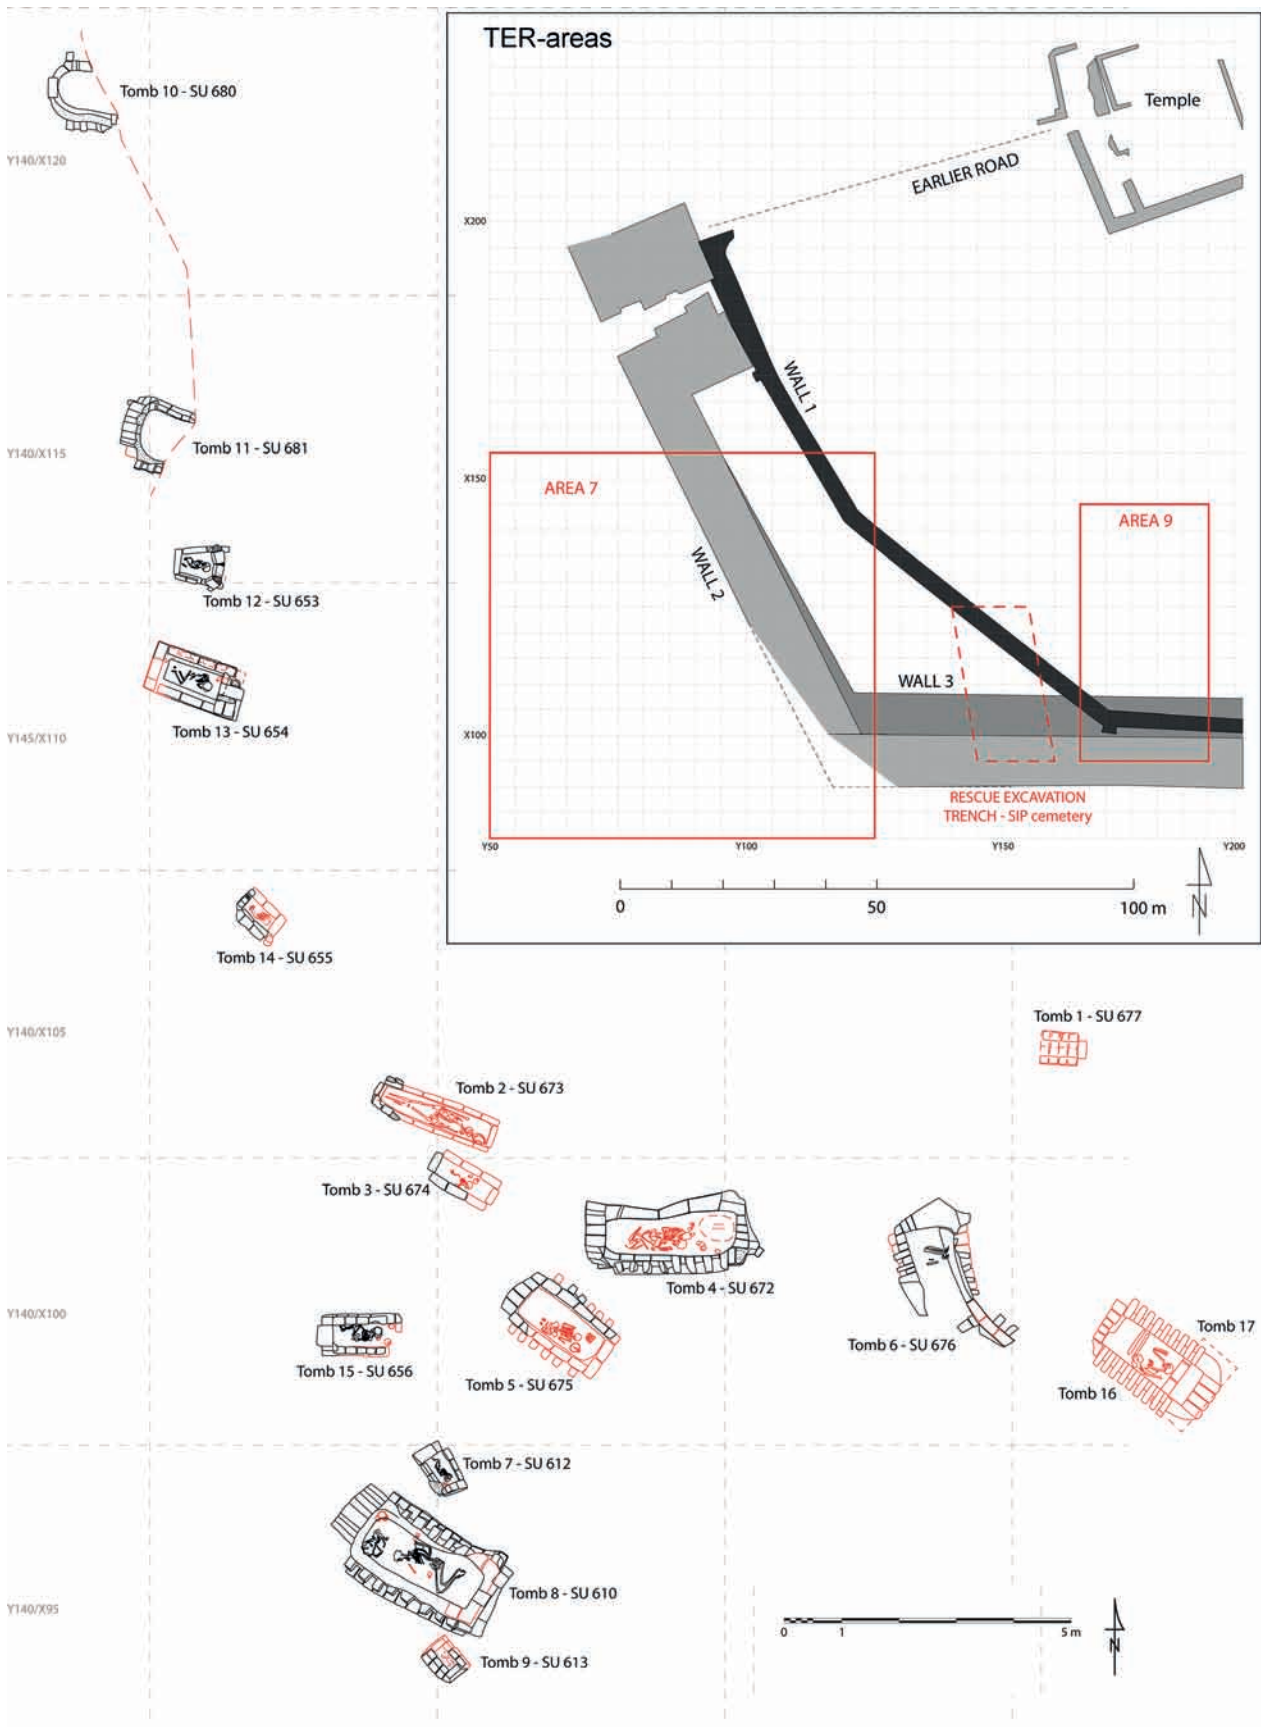 TER-areas
Temple
EARLIER ROAD
X200
WALL 1
AREA 7
X150
AREA 9
WALL 2
WALL 3
X100
RESCUE EXCAVATION
TRENCH - SIP cemetery
Y50
Y100
Y150
Y200
0
50
100 m
N
Tomb 10 - SU 680
Y140/X120
Tomb 11 - SU 681
Y140/X115
Tomb 12 - SU 653
Tomb 13 - SU 654
Y145/X110
Tomb 14 - SU 655
Tomb 1 - SU 677
Y140/X105
Tomb 2 - SU 673
Tomb 3 - SU 674
Tomb 4 - SU 672
Y140/X100
Tomb 17
Tomb 6 - SU 676
Tomb 15 - SU 656
Tomb 5 - SU 675
Tomb 16
Tomb 7 - SU 612
Tomb 8 - SU 610
Y140/X95
0
1
5 m
N
Tomb 9 - SU 613